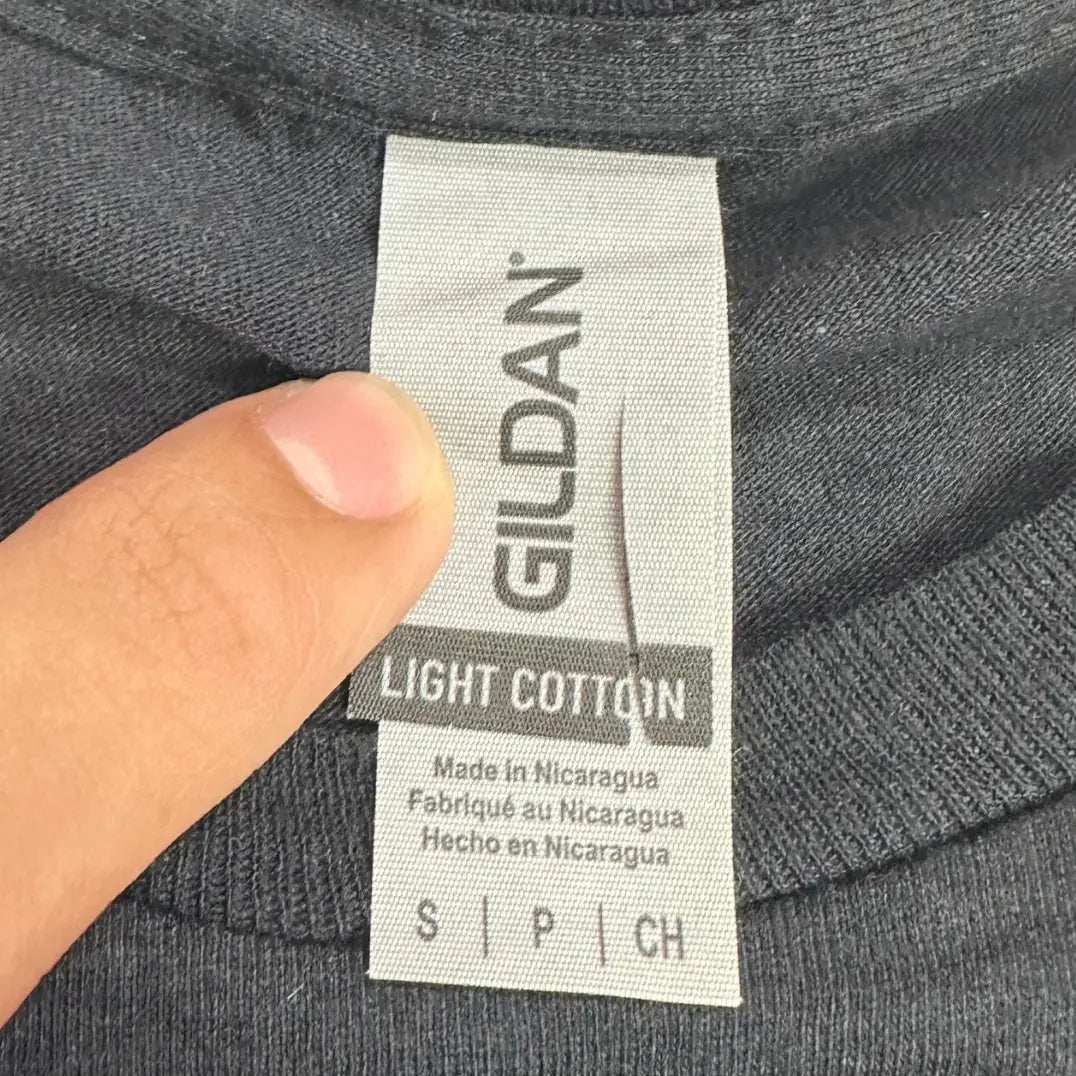 GILDAN®
LIGHT COTTON
Made in Nicaragua
Fabriqué au Nicaragua
Hecho en Nicaragua
S | P | CH